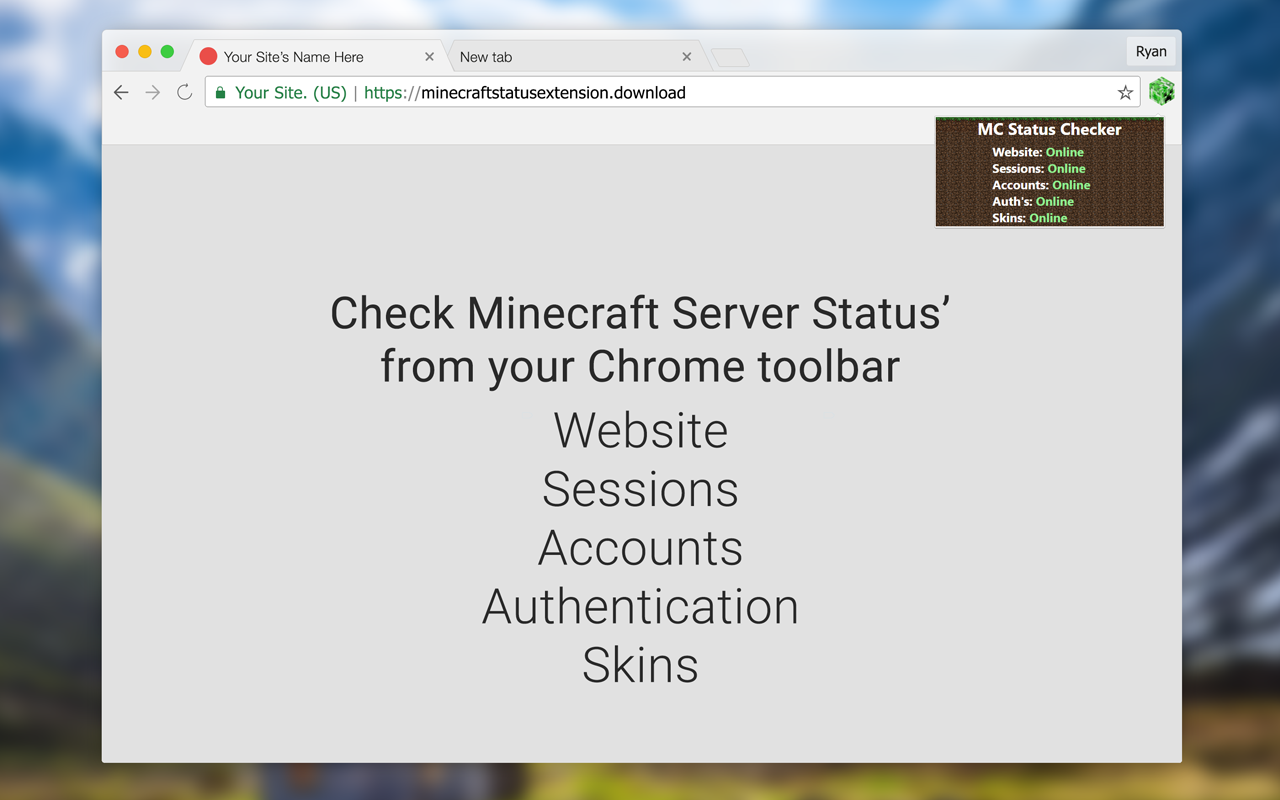 Your Site’s Name Here
New tab
Ryan
Your Site. (US) | https://minecraftstatusextension.download
MC Status Checker
Website: Online
Sessions: Online
Accounts: Online
Auth's: Online
Skins: Online
Check Minecraft Server Status’
from your Chrome toolbar
Website
Sessions
Accounts
Authentication
Skins